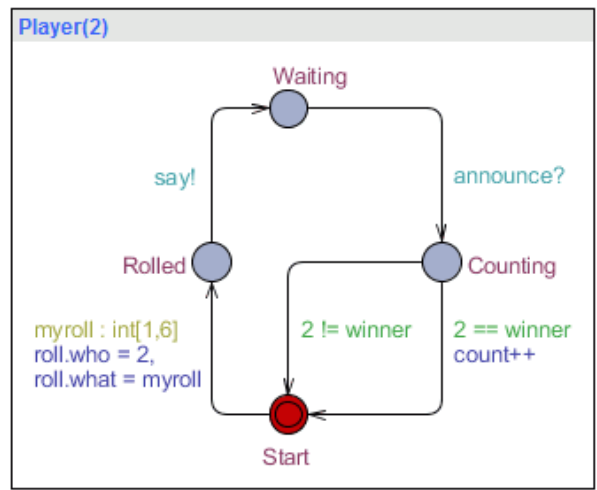 Player(2)
Waiting
say!
announce?
Rolled
Counting
myroll : int[1,6]
roll.who = 2,
roll.what = myroll
2 != winner
2 == winner
count++
Start